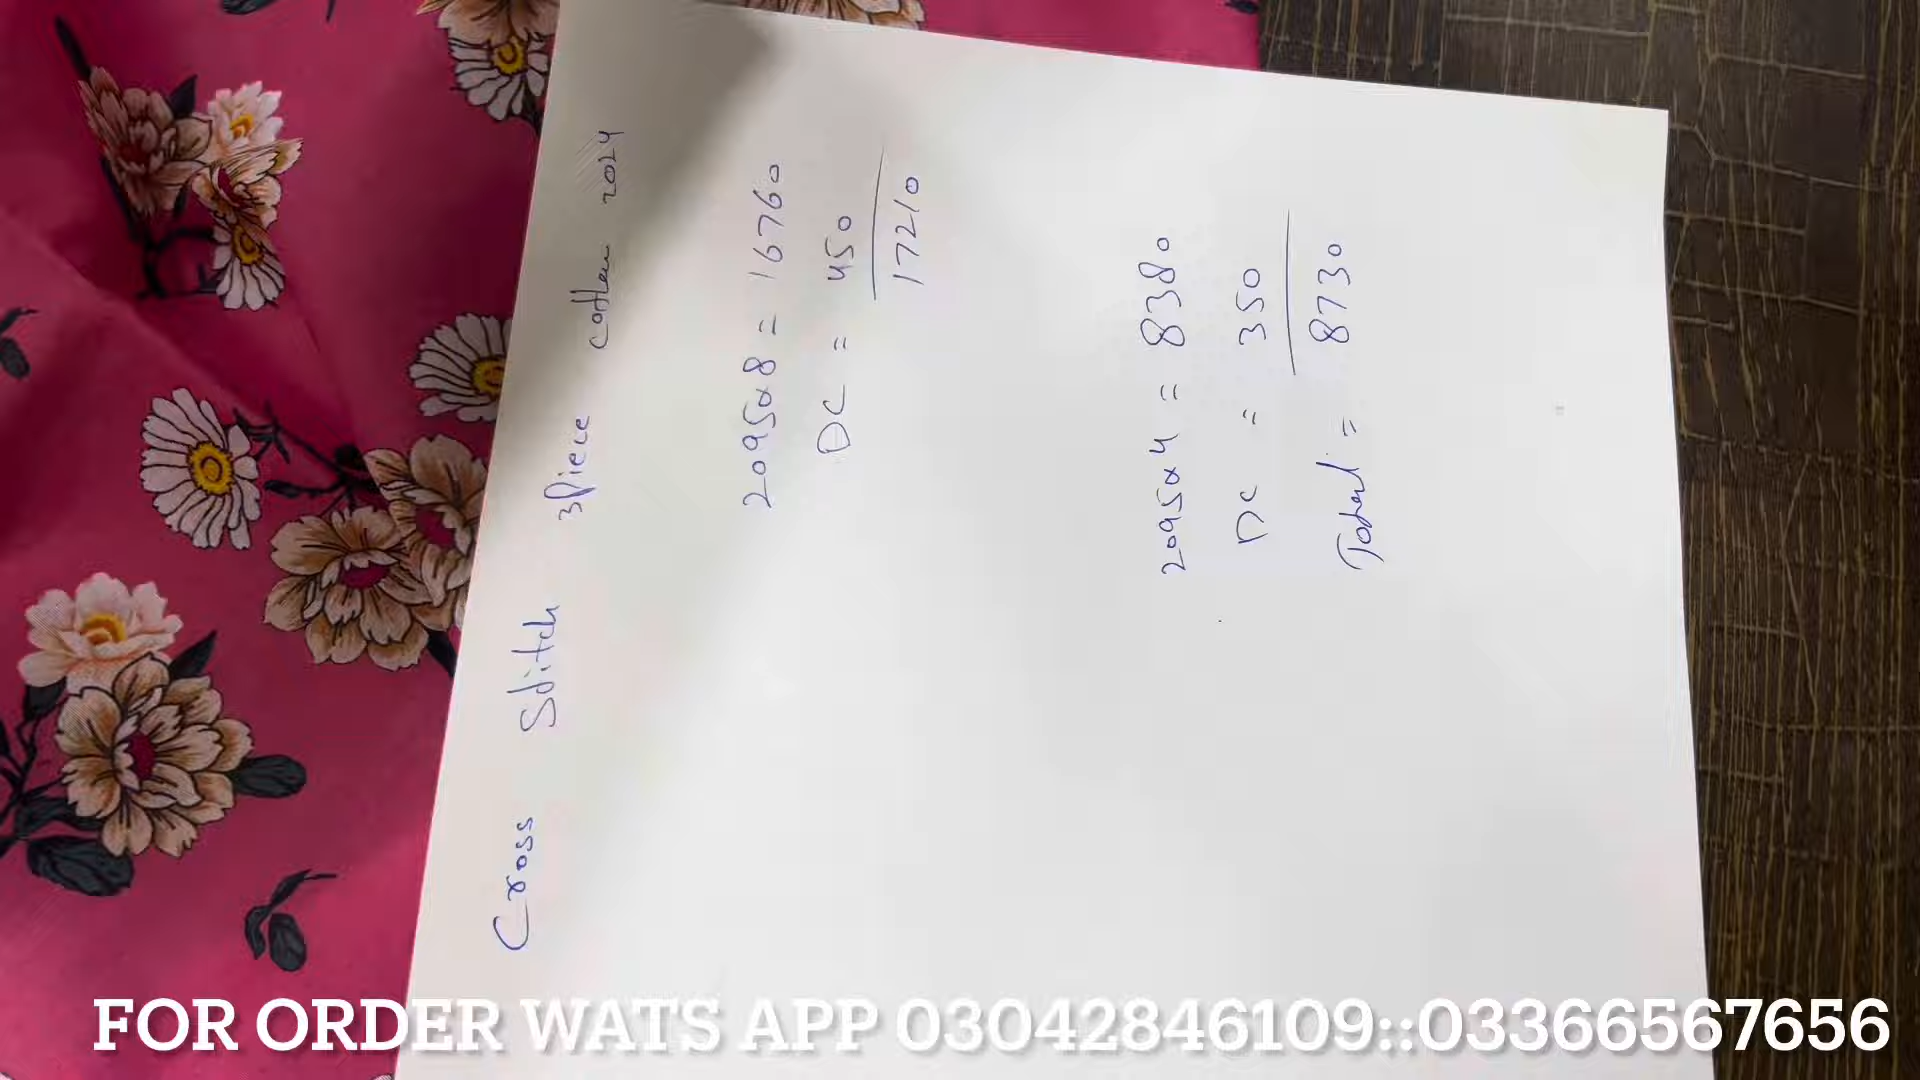 Cross Stitch 3Piece cotton 2024
2095x8 = 16760
DC = 450
17210
2095x4 = 8380
DC = 350
Total = 8730
FOR ORDER WATS APP 03042846109::03366567656